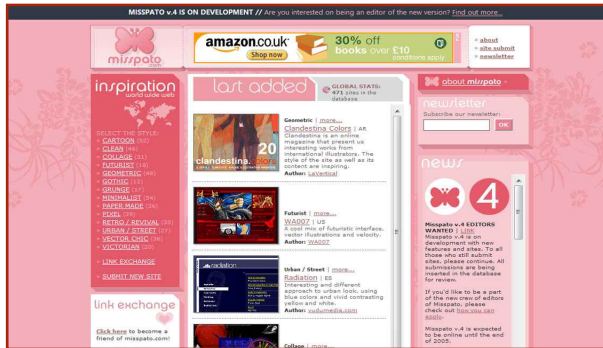 MISSPATO v.4 IS ON DEVELOPMENT // Are you interested on being an editor of the new version? Find out more...
misspato
.com
amazon.co.uk
Shop now
30% off
books over £10
conditions apply
» about
» site submit
» newsletter
inspiration
world wide web
SELECT THE STYLE:
» CARTOON
» CLEAN (46)
» COLLAGE (31)
» FUTURIST (18)
» GEOMETRIC (48)
» GOTHIC
» GRUNGE (17)
» MINIMALIST (54)
» PAPER MADE
» PIXEL
» RETRO / REVIVAL
» URBAN / STREET
» VECTOR CHIC
» VICTORIAN
» LINK EXCHANGE
» SUBMIT NEW SITE
link exchange
Click here to become a
friend of misspato.com!
last added
GLOBAL STATS:
471 sites in the
database
20
clandestina.colors
Geometric | more...
Clandestina Colors | AR
Clandestina is an online
magazine that present us
interesting works from
international illustrators. The
style of the site as well as its
content are inspiring.
Author: LaVertical
Futurist | more...
WA007 | US
A cool mix of futuristic interface,
vector illustrations and velocity.
Author: WA007
radiation
Urban / Street | more...
Radiation | ES
Interesting and different
approach to urban look, using
blue colors and vivid contrasting
yellow and white.
Author: vudumedia.com
Collage | more...
about misspato
newsletter
Subscribe our newsletter:
OK
news
4
Misspato v.4 EDITORS
WANTED | LINK
Misspato v.4 is on
development with new
features and sites. To all
those who still submit
sites, please continue. All
submissions are being
inserted in the database
for review.
If you'd like to be a part
of the new crew of editors
of Misspato, please
check out how you can
apply.
Misspato v.4 is expected
to be online until the end
of 2005.